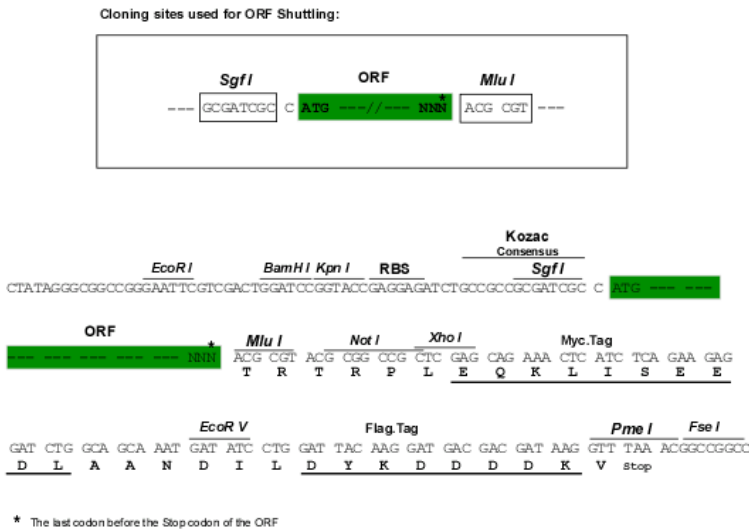 Cloning sites used for ORF Shuttling:
Sgf I ORF Mlu I
*
--- GCGATCGC C ATG ---//--- NNN ACG CGT ---
Kozac
Consensus
EcoR I BamH I Kpn I RBS Sgf I
CTATAGGGCGGCCGGGAATTCGTCGACTGGATCCGGTACCGAGGAGATCTGCCGCCGCGATCGC C ATG --- ---
ORF * Mlu I Not I Xho I Myc.Tag
--- --- --- --- --- --- NNN ACG CGT ACG CGG CCG CTC GAG CAG AAA CTC ATC TCA GAA GAG
T R T R P L E Q K L I S E E
EcoR V Flag.Tag Pme I Fse I
GAT CTG GCA GCA AAT GAT ATC CTG GAT TAC AAG GAT GAC GAC GAT AAG GTT TAA ACGGCCGGCC
D L A A N D I L D Y K D D D D K V Stop
* The last codon before the Stop codon of the ORF